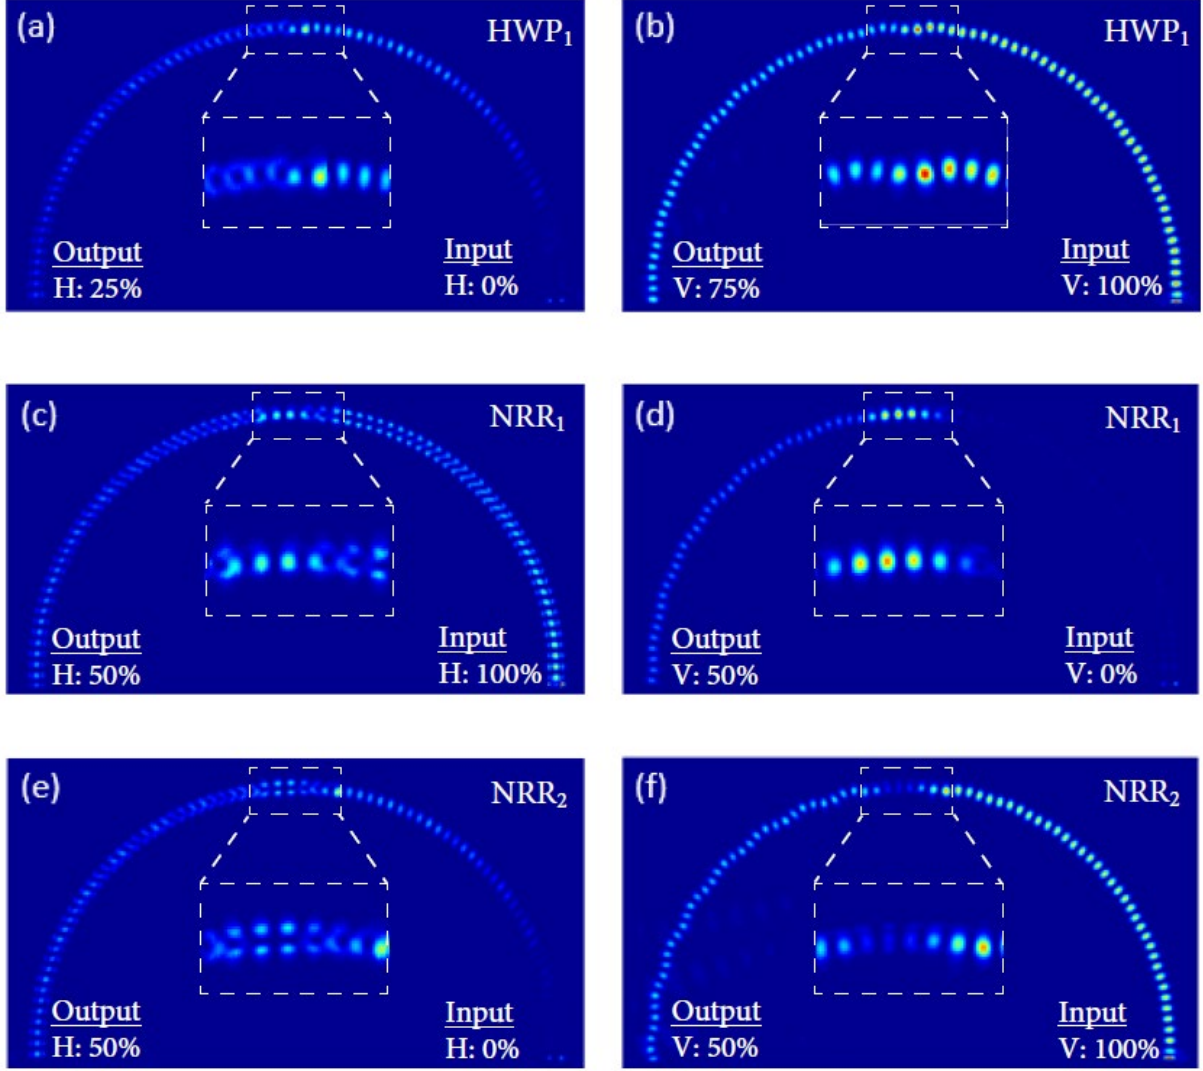 (a) HWP₁
Output Input
H: 25% H: 0%
(b) HWP₁
Output Input
V: 75% V: 100%
(c) NRR₁
Output Input
H: 50% H: 100%
(d) NRR₁
Output Input
V: 50% V: 0%
(e) NRR₂
Output Input
H: 50% H: 0%
(f) NRR₂
Output Input
V: 50% V: 100%